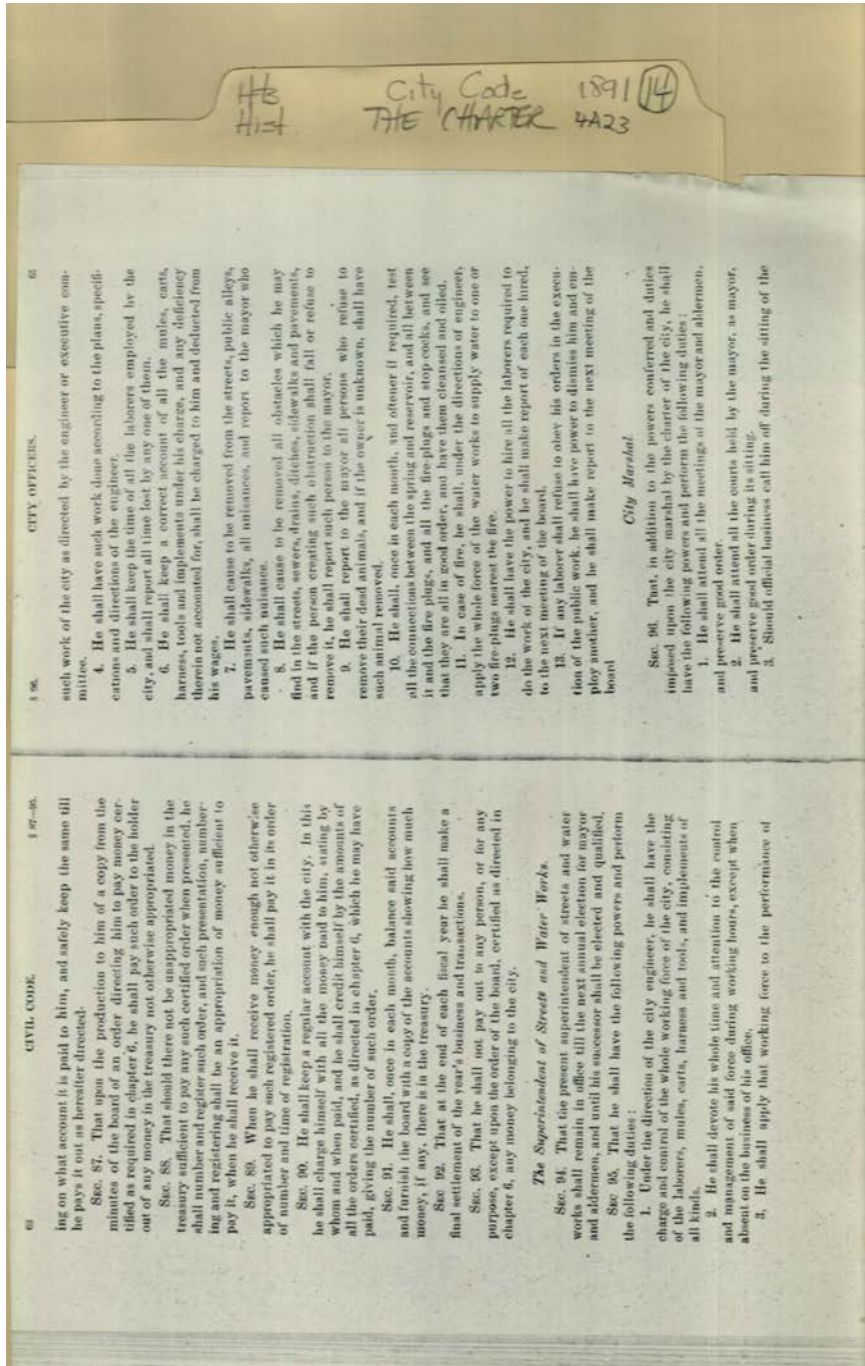 Hist.
City Code 1891 14
THE CHARTER 4A23
62 CIVIL CODE. § 87—95.
ing on what account it is paid to him, and safely keep the same till
he pays it out as hereafter directed.
SEC. 87. That upon the production to him of a copy from the
minutes of the board of an order directing him to pay money cer-
tified as required in chapter 6, he shall pay such order to the holder
out of any money in the treasury not otherwise appropriated.
SEC. 88. That should there not be unappropriated money in the
treasury sufficient to pay any such certified order when presented, he
shall number and register such order, and such presentation, number-
ing and registering shall be an appropriation of money sufficient to
pay it, when he shall receive it.
SEC. 89. When he shall receive money enough not otherwise
appropriated to pay such registered order, he shall pay it in its order
of number and time of registration.
SEC. 90. He shall keep a regular account with the city. In this
he shall charge himself with all the money paid to him, stating by
whom and when paid, and he shall credit himself by the amounts of
all the orders certified, as directed in chapter 6, which he may have
paid, giving the number of such order.
SEC. 91. He shall, once in each month, balance said accounts
and furnish the board with a copy of the accounts showing how much
money, if any, there is in the treasury.
SEC 92. That at the end of each fiscal year he shall make a
final settlement of the year's business and transactions.
SEC. 93. That he shall not pay out to any person, or for any
purpose, except upon the order of the board, certified as directed in
chapter 6, any money belonging to the city.
The Superintendent of Streets and Water Works.
SEC. 94. That the present superintendent of streets and water
works shall remain in office till the next annual election for mayor
and aldermen, and until his successor shall be elected and qualified,
SEC 95, That he shall have the following powers and perform
the following duties:
1. Under the direction of the city engineer, he shall have the
charge and control of the whole working force of the city, consisting
of the laborers, mules, carts, harness and tools, and implements of
all kinds.
2. He shall devote his whole time and attention to the control
and management of said force during working hours, except when
absent on the business of his office.
3, He shall apply that working force to the performance of
§ 96. CITY OFFICERS. 63
such work of the city as directed by the engineer or executive com-
mittee.
4. He shall have such work done according to the plans, specifi-
cations and directions of the engineer.
5. He shall keep the time of all the laborers employed by the
city, and shall report all time lost by any one of them.
6. He shall keep a correct account of all the mules, carts,
harness, tools and implements under his charge, and any deficiency
therein not accounted for, shall be charged to him and deducted from
his wages.
7. He shall cause to be removed from the streets, public alleys,
pavements, sidewalks, all nuisances, and report to the mayor who
caused such nuisance.
8. He shall cause to be removed all obstacles which he may
find in the streets, sewers, drains, ditches, sidewalks and pavements,
and if the person creating such obstruction shall fail or refuse to
remove it, he shall report such person to the mayor.
9. He shall report to the mayor all persons who refuse to
remove their dead animals, and if the owner is unknown, shall have
such animal removed.
10. He shall, once in each month, and oftener if required, test
all the connections between the spring and reservoir, and all between
it and the fire plugs, and all the fire-plugs and stop-cocks, and see
that they are all in good order, and have them cleansed and oiled.
11. In case of fire, he shall, under the directions of engineer,
apply the whole force of the water works to supply water to one or
two fire-plugs nearest the fire.
12. He shall have the power to hire all the laborers required to
do the work of the city, and he shall make report of each one hired,
to the next meeting of the board.
13. If any laborer shall refuse to obey his orders in the execu-
tion of the public work, he shall have power to dismiss him and em-
ploy another, and he shall make report to the next meeting of the
board
City Marshal.
SEC. 96. That, in addition to the powers conferred and duties
imposed upon the city marshal by the charter of the city, he shall
have the following powers and perform the following duties:
1. He shall attend all the meetings of the mayor and aldermen,
and preserve good order.
2. He shall attend all the courts held by the mayor, as mayor,
and preserve good order during its sitting.
3. Should official business call him off during the sitting of the